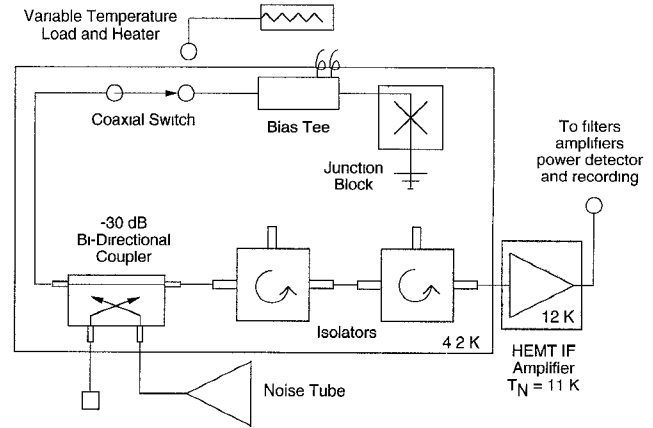 Variable Temperature
Load and Heater
Coaxial Switch
Bias Tee
Junction
Block
To filters
amplifiers
power detector
and recording
-30 dB
Bi-Directional
Coupler
Isolators
4 2 K
12 K
HEMT IF
Amplifier
T_N = 11 K
Noise Tube